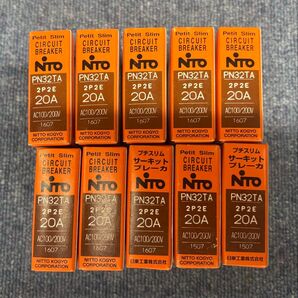 Petit Slim
CIRCUIT
BREAKER
NITO
PN32TA
2P2E
20A
AC100/200V
1607
NITTO KOGYO
CORPORATION
Petit Slim
CIRCUIT
BREAKER
NITO
PN32TA
2P2E
20A
AC100/200V
1607
NITTO KOGYO
CORPORATION
Petit Slim
CIRCUIT
BREAKER
NITO
PN32TA
2P2E
20A
AC100/200V
1607
NITTO KOGYO
CORPORATION
Petit Slim
CIRCUIT
BREAKER
NITO
PN32TA
2P2E
20A
AC100/200V
1607
NITTO KOGYO
CORPORATION
Petit Slim
CIRCUIT
BREAKER
NITO
PN32TA
2P2E
20A
AC100/200V
1607
NITTO KOGYO
CORPORATION
Petit Slim
CIRCUIT
BREAKER
NITO
PN32TA
2P2E
20A
AC100/200V
1607
NITTO KOGYO
CORPORATION
Petit Slim
CIRCUIT
BREAKER
NITO
PN32TA
2P2E
20A
AC100/200V
1607
NITTO KOGYO
CORPORATION
プチスリム
サーキット
ブレーカ
NITO
PN32TA
2P2E
20A
AC100/200V
1607
日東工業株式会社
Petit Slim
CIRCUIT
BREAKER
NITO
PN32TA
2P2E
20A
AC100/200V
1507
NITTO KOGYO
CORPORATION
プチスリム
サーキット
ブレーカ
NITO
PN32TA
2P2E
20A
AC100/200V
1507
日東工業株式会社